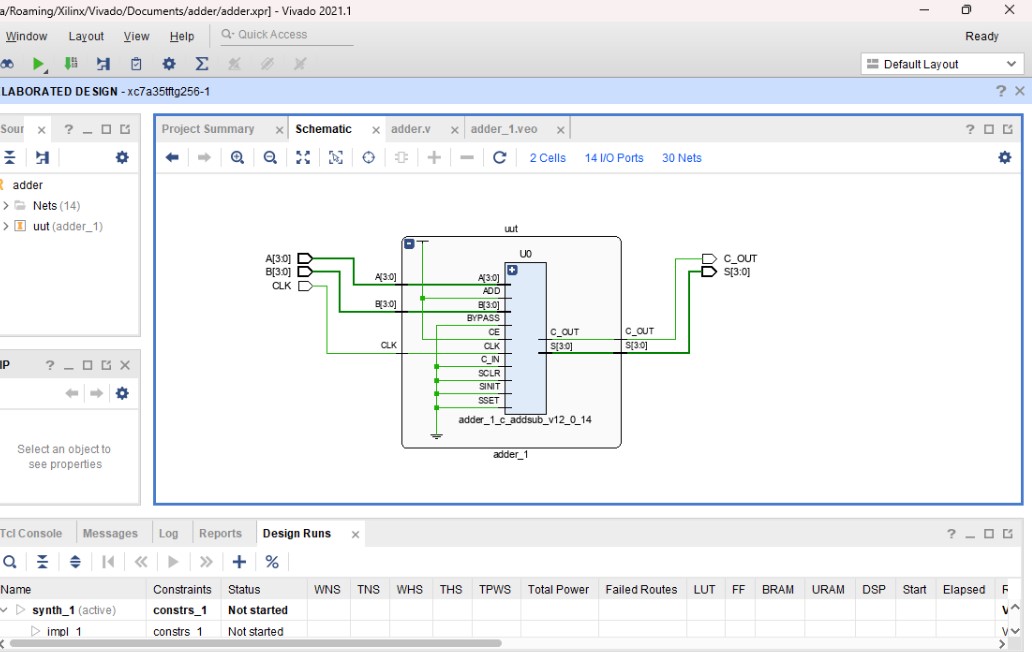 a/Roaming/Xilinx/Vivado/Documents/adder/adder.xpr] - Vivado 2021.1
Window Layout View Help Quick Access Ready
Default Layout
LABORATED DESIGN - xc7a35tftg256-1 ?
Sour ?
Project Summary Schematic adder.v adder_1.veo ?
2 Cells 14 I/O Ports 30 Nets
adder
Nets (14)
uut (adder_1)
uut
U0
A[3:0]
B[3:0]
CLK
A[3:0]
B[3:0]
CLK
A[3:0]
ADD
B[3:0]
BYPASS
CE
CLK
C_IN
SCLR
SINIT
SSET
C_OUT
S[3:0]
C_OUT
S[3:0]
C_OUT
S[3:0]
adder_1_c_addsub_v12_0_14
adder_1
IP ?
Select an object to
see properties
Tcl Console Messages Log Reports Design Runs ?
Name Constraints Status WNS TNS WHS THS TPWS Total Power Failed Routes LUT FF BRAM URAM DSP Start Elapsed R
synth_1 (active) constrs_1 Not started V
impl_1 constrs_1 Not started V